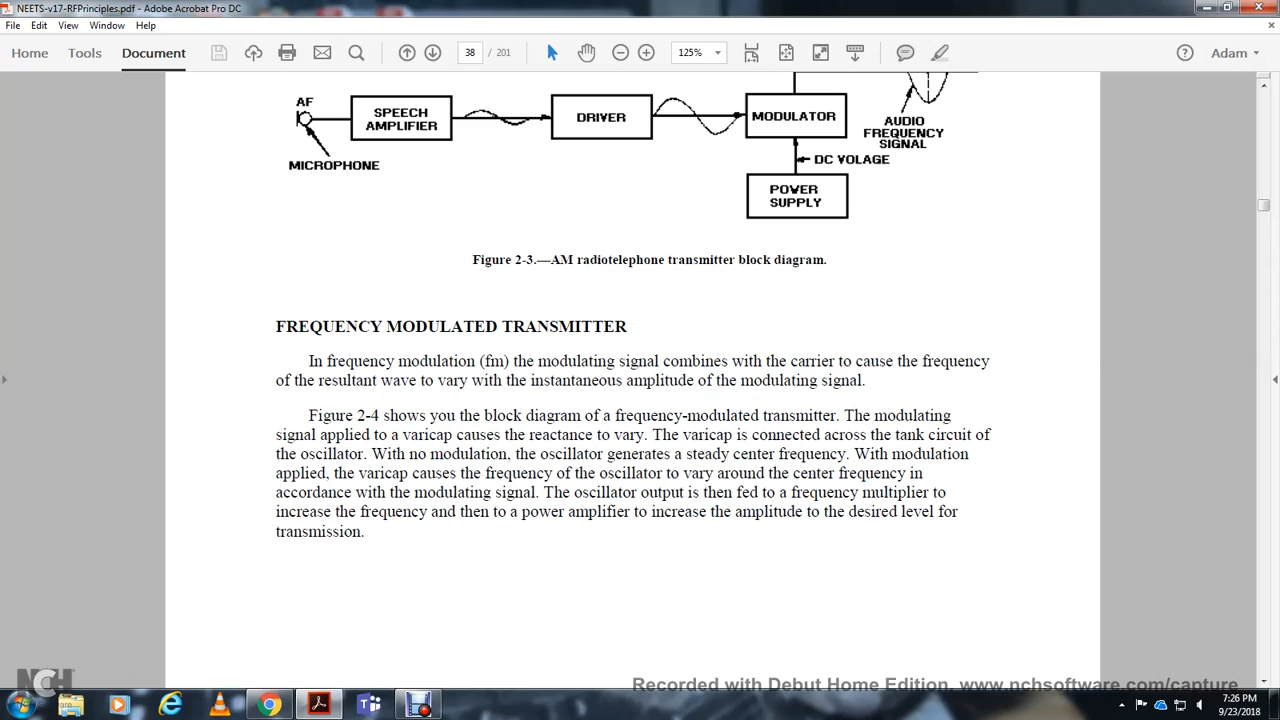 NEETS-v17-RFPrinciples.pdf - Adobe Acrobat Pro DC
File Edit View Window Help
Home Tools Document 38 / 201 125% Adam
AF
SPEECH AMPLIFIER
DRIVER
MODULATOR
AUDIO FREQUENCY SIGNAL
MICROPHONE
DC VOLAGE
POWER SUPPLY
Figure 2-3.—AM radiotelephone transmitter block diagram.
FREQUENCY MODULATED TRANSMITTER
In frequency modulation (fm) the modulating signal combines with the carrier to cause the frequency
of the resultant wave to vary with the instantaneous amplitude of the modulating signal.
Figure 2-4 shows you the block diagram of a frequency-modulated transmitter. The modulating
signal applied to a varicap causes the reactance to vary. The varicap is connected across the tank circuit of
the oscillator. With no modulation, the oscillator generates a steady center frequency. With modulation
applied, the varicap causes the frequency of the oscillator to vary around the center frequency in
accordance with the modulating signal. The oscillator output is then fed to a frequency multiplier to
increase the frequency and then to a power amplifier to increase the amplitude to the desired level for
transmission.
NCH
Recorded with Debut Home Edition. www.nchsoftware.com/capture
7:26 PM
9/23/2018